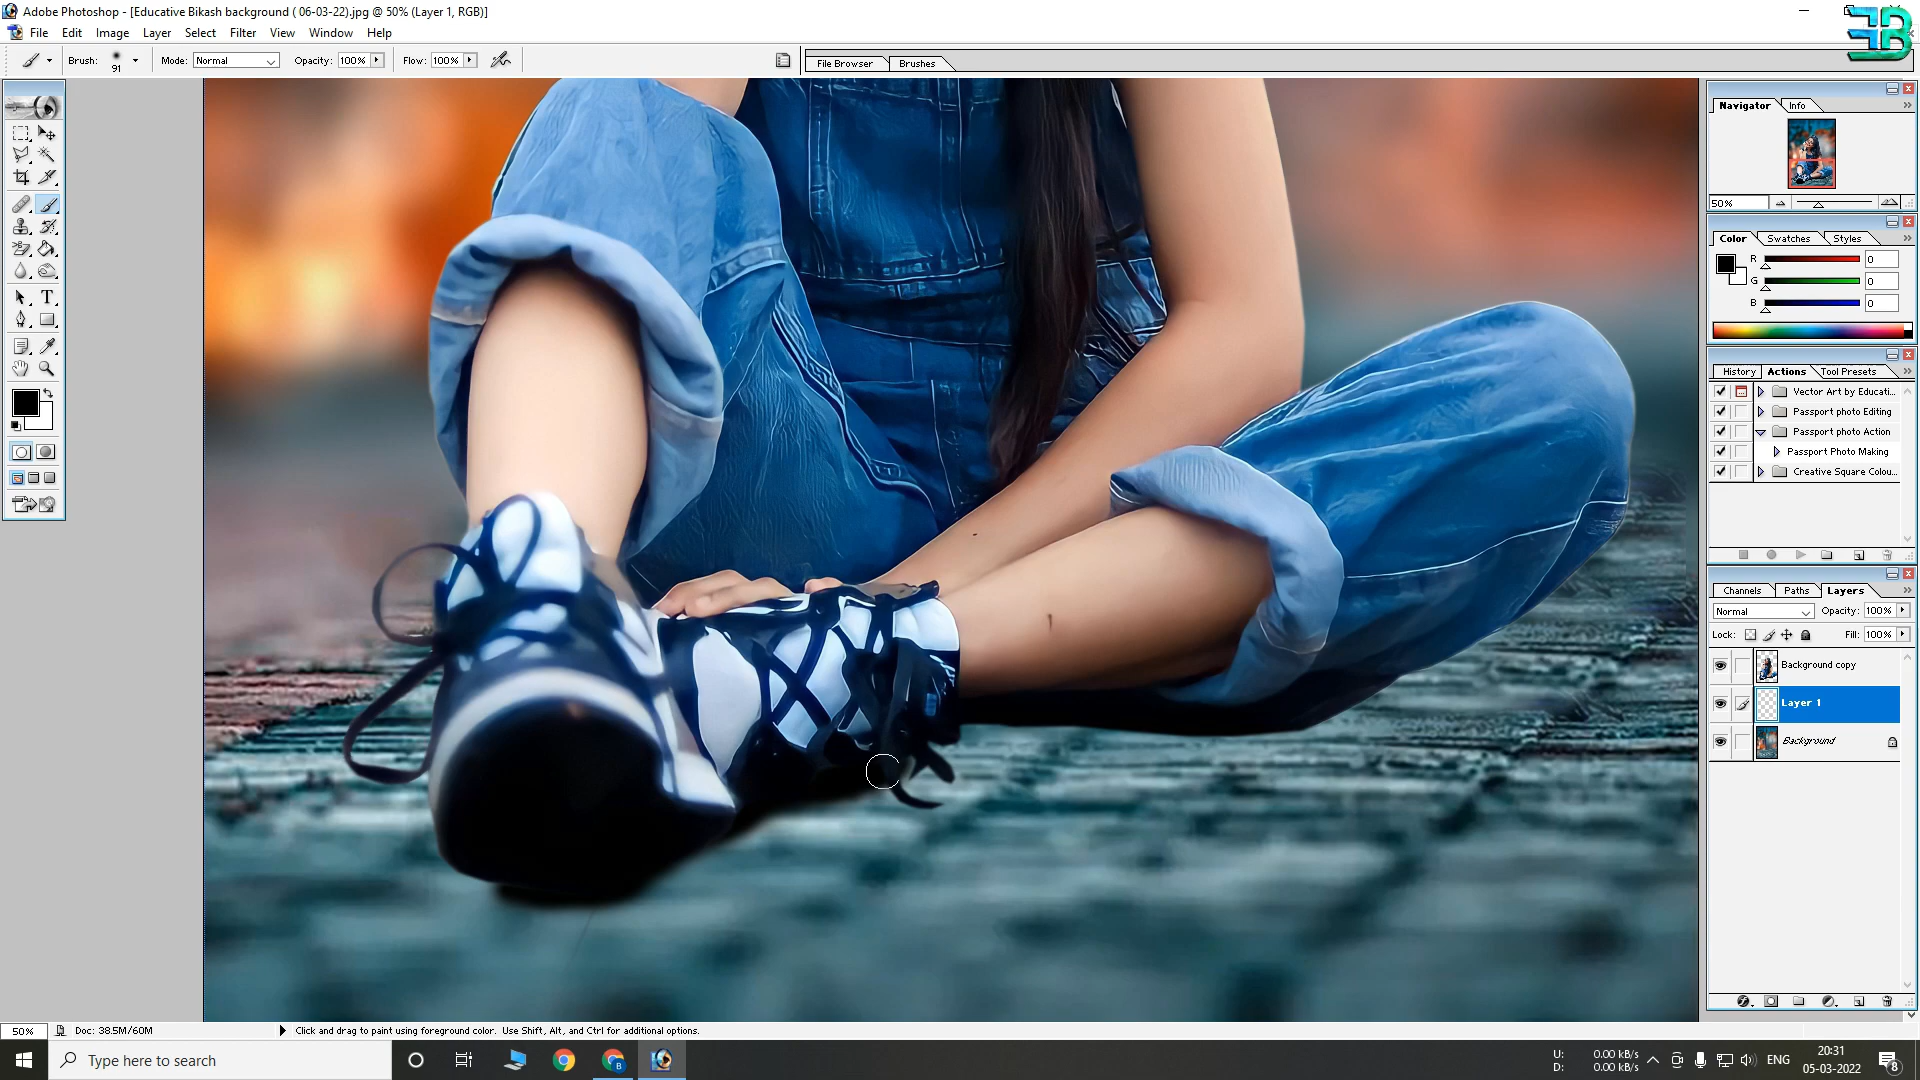 Adobe Photoshop - [Educative Bikash background ( 06-03-22).jpg @ 50% (Layer 1, RGB)]
File Edit Image Layer Select Filter View Window Help
Brush: 91 Mode: Normal Opacity: 100% Flow: 100% File Browser Brushes
Navigator Info
50%
Color Swatches Styles
R 0
G 0
B 0
History Actions Tool Presets
Vector Art by Educati...
Passport photo Editing
Passport photo Action
Passport Photo Making
Creative Square Colou...
Channels Paths Layers
Normal Opacity: 100%
Lock: Fill: 100%
Background copy
Layer 1
Background
50% Doc: 38.5M/60M Click and drag to paint using foreground color. Use Shift, Alt, and Ctrl for additional options.
Type here to search
U: 0.00 kB/s
D: 0.00 kB/s
ENG
20:31
05-03-2022
8